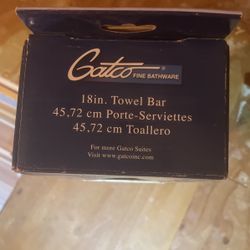 Gatco®
FINE BATHWARE
18in. Towel Bar
45,72 cm Porte-Serviettes
45,72 cm Toallero
For more Gatco Suites
Visit www.gatcoinc.com